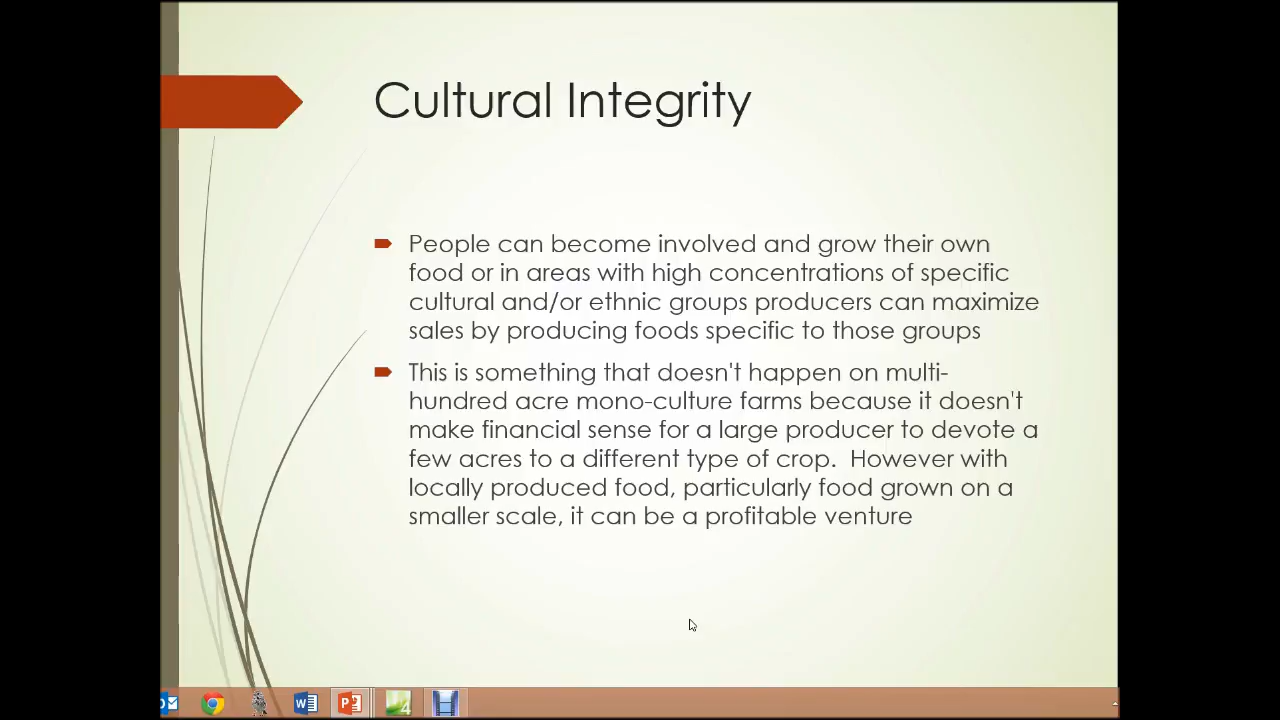 Cultural Integrity
People can become involved and grow their own
food or in areas with high concentrations of specific
cultural and/or ethnic groups producers can maximize
sales by producing foods specific to those groups
This is something that doesn't happen on multi-
hundred acre mono-culture farms because it doesn't
make financial sense for a large producer to devote a
few acres to a different type of crop.  However with
locally produced food, particularly food grown on a
smaller scale, it can be a profitable venture